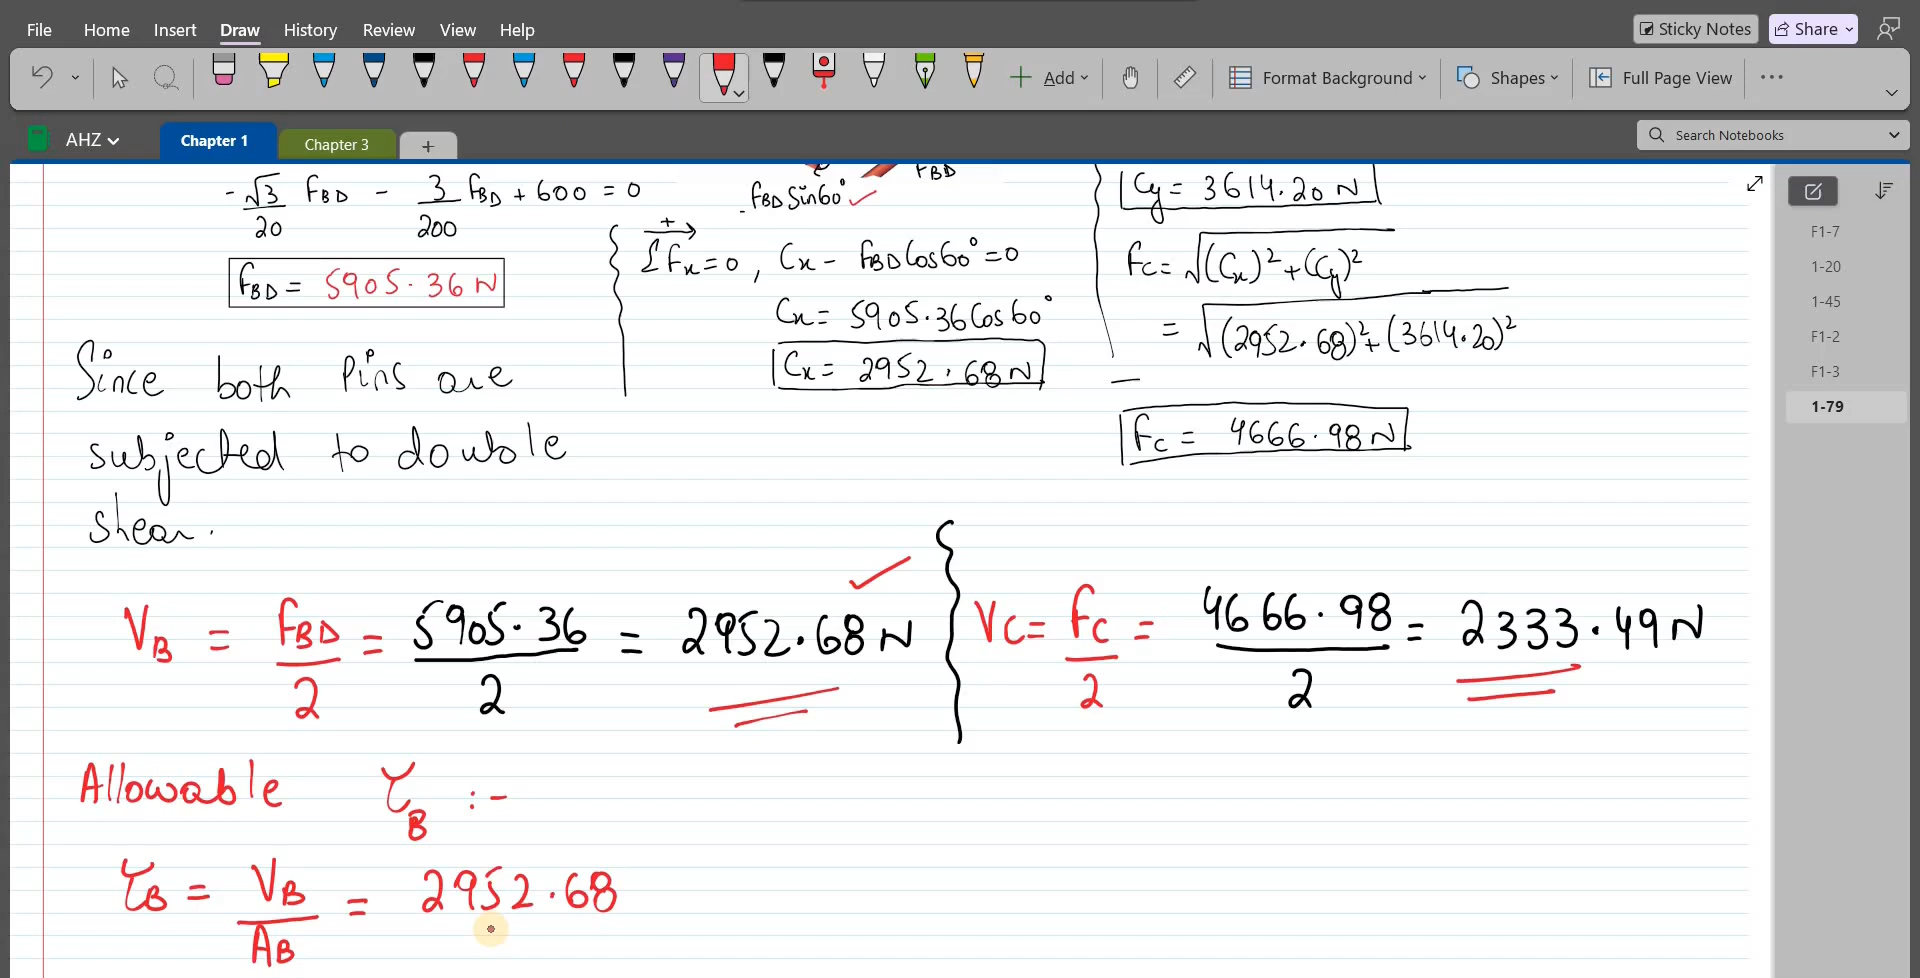 File Home Insert Draw History Review View Help
Sticky Notes Share
Add Format Background Shapes Full Page View
AHZ Chapter 1 Chapter 3 +
Search Notebooks
F1-7
1-20
1-45
F1-2
F1-3
1-79
- √3/20 FBD - 3/200 FBD + 600 = 0
FBD = 5905.36 N
FBD
FBD Sin60°
ΣFx = 0, Cx - FBD Cos60° = 0
Cx = 5905.36 Cos60°
Cx = 2952.68 N
Cy = 3614.20 N
Fc = √(Cx)² + (Cy)²
= √(2952.68)² + (3614.20)²
Fc = 4666.98 N
Since both Pins are
subjected to double
shear.
VB = FBD/2 = 5905.36/2 = 2952.68 N
VC = FC/2 = 4666.98/2 = 2333.49 N
Allowable τB :-
τB = VB/AB = 2952.68